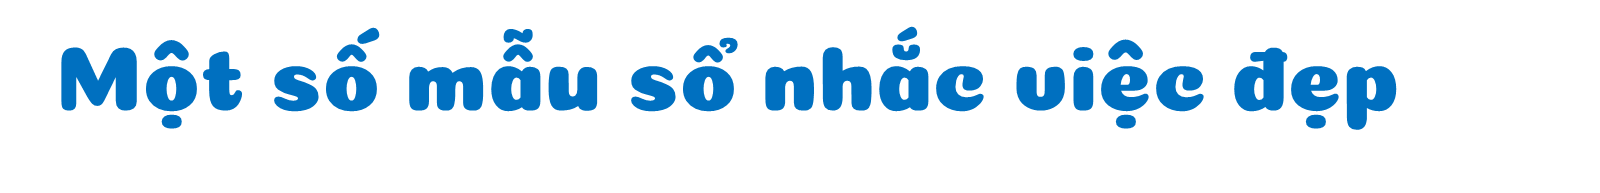 Một số mẫu sổ nhắc việc đẹp